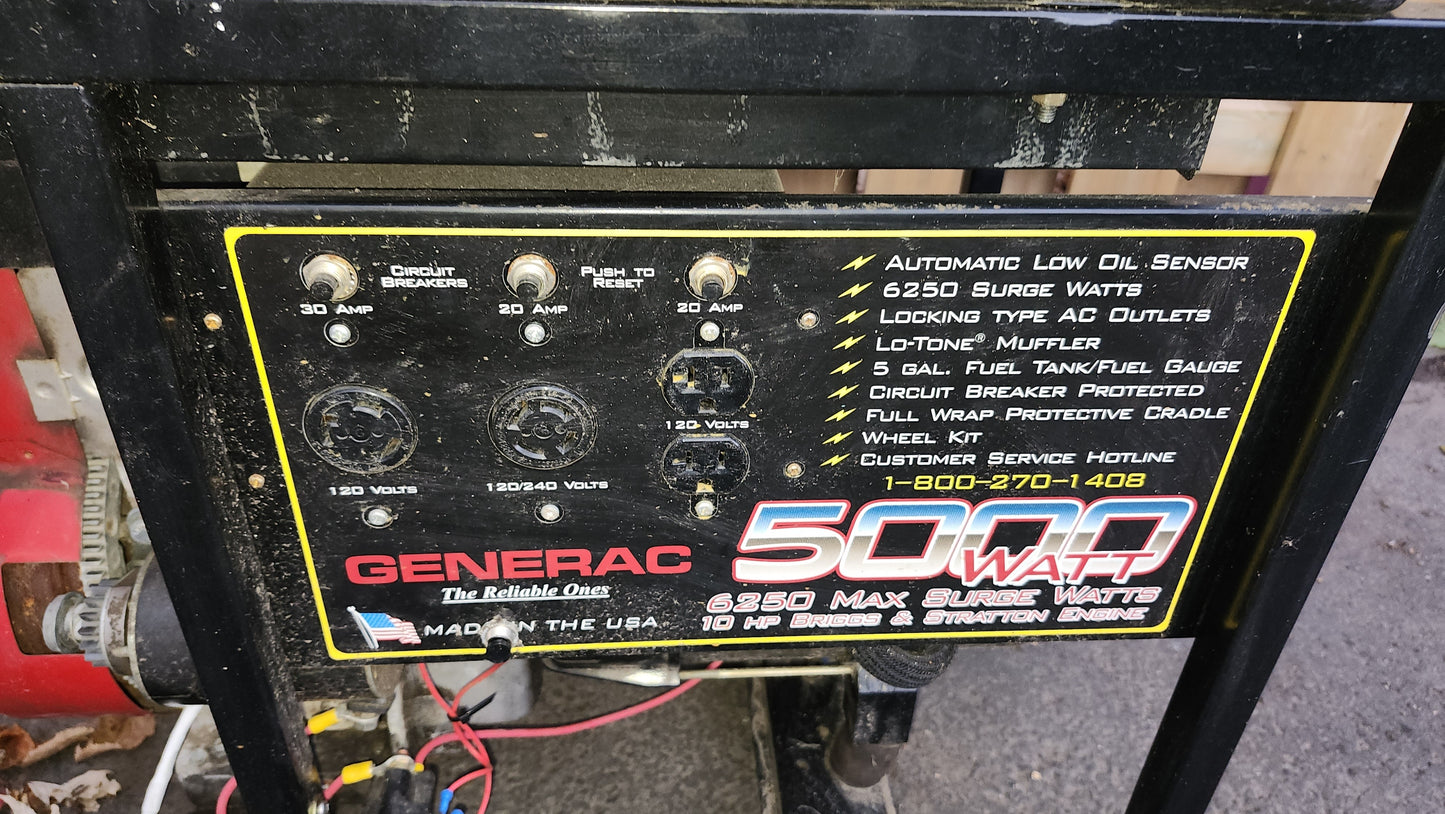 CIRCUIT
BREAKERS
PUSH TO
RESET
30 AMP
20 AMP
20 AMP
120 VOLTS
120 VOLTS
120/240 VOLTS
AUTOMATIC LOW OIL SENSOR
6250 SURGE WATTS
LOCKING TYPE AC OUTLETS
LO-TONE® MUFFLER
5 GAL. FUEL TANK/FUEL GAUGE
CIRCUIT BREAKER PROTECTED
FULL WRAP PROTECTIVE CRADLE
WHEEL KIT
CUSTOMER SERVICE HOTLINE
1-800-270-1408
GENERAC
The Reliable Ones
MADE IN THE USA
5000
WATT
6250 MAX SURGE WATTS
10 HP BRIGGS & STRATTON ENGINE